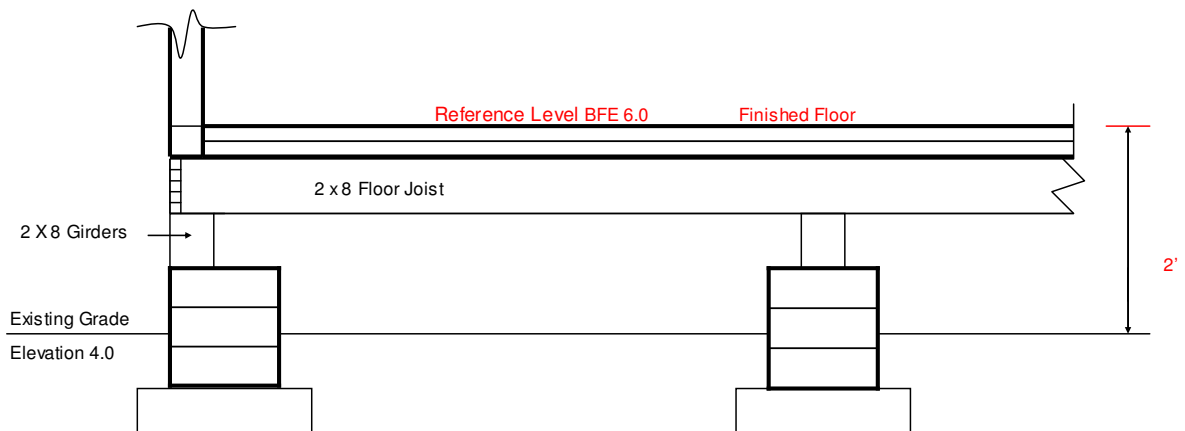 Reference Level BFE 6.0
Finished Floor
2 x 8 Floor Joist
2 X 8 Girders
2’
Existing Grade
Elevation 4.0